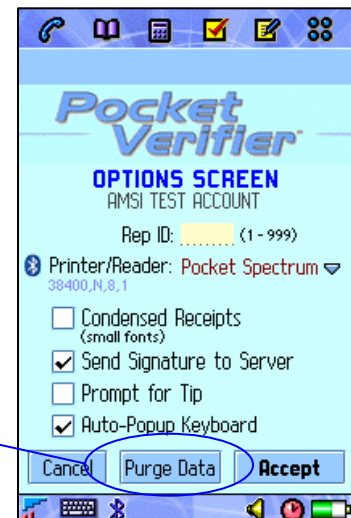 Pocket
Verifier
OPTIONS SCREEN
AMSI TEST ACCOUNT
Rep ID: (1 - 999)
Printer/Reader: Pocket Spectrum
38400,N,8,1
Condensed Receipts
(small fonts)
Send Signature to Server
Prompt for Tip
Auto-Popup Keyboard
Cancel Purge Data Accept